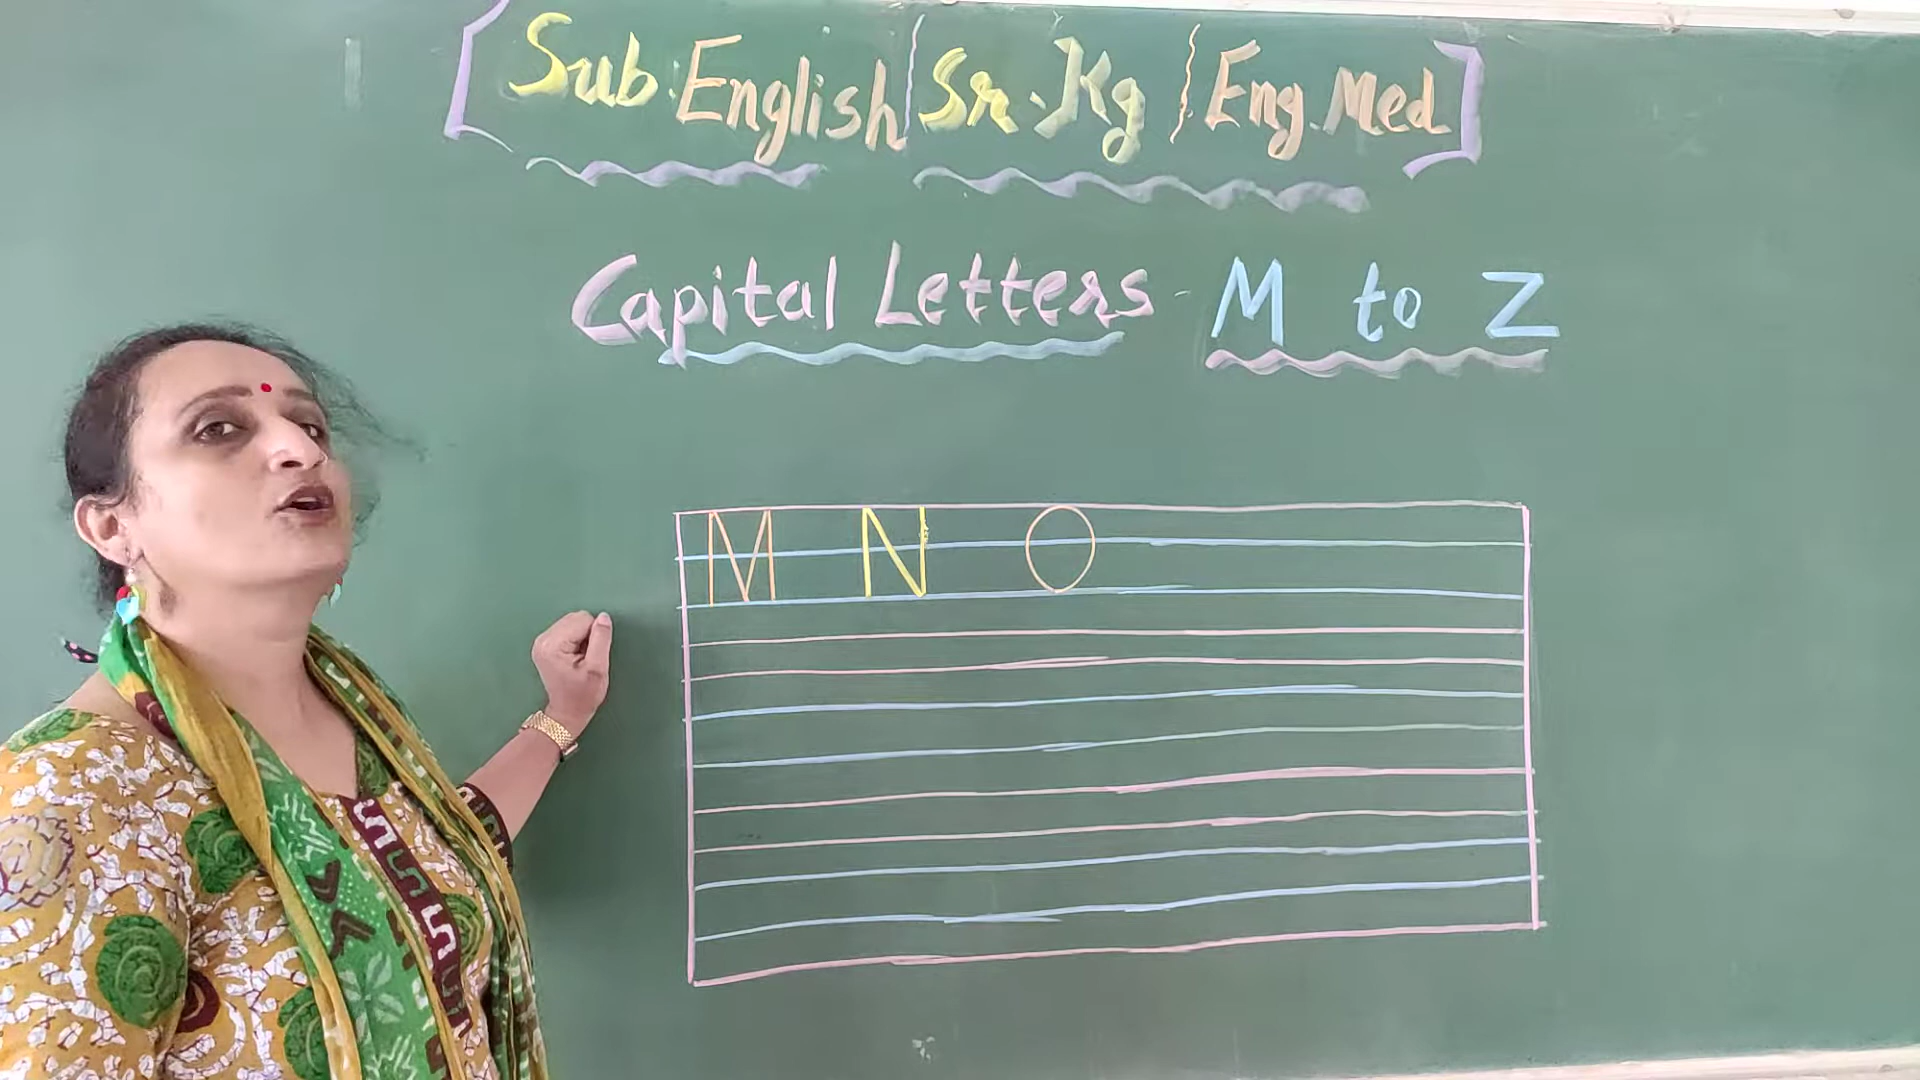 [Sub: English / Sr. Kg / Eng. Med]
Capital Letters - M to Z
M N O